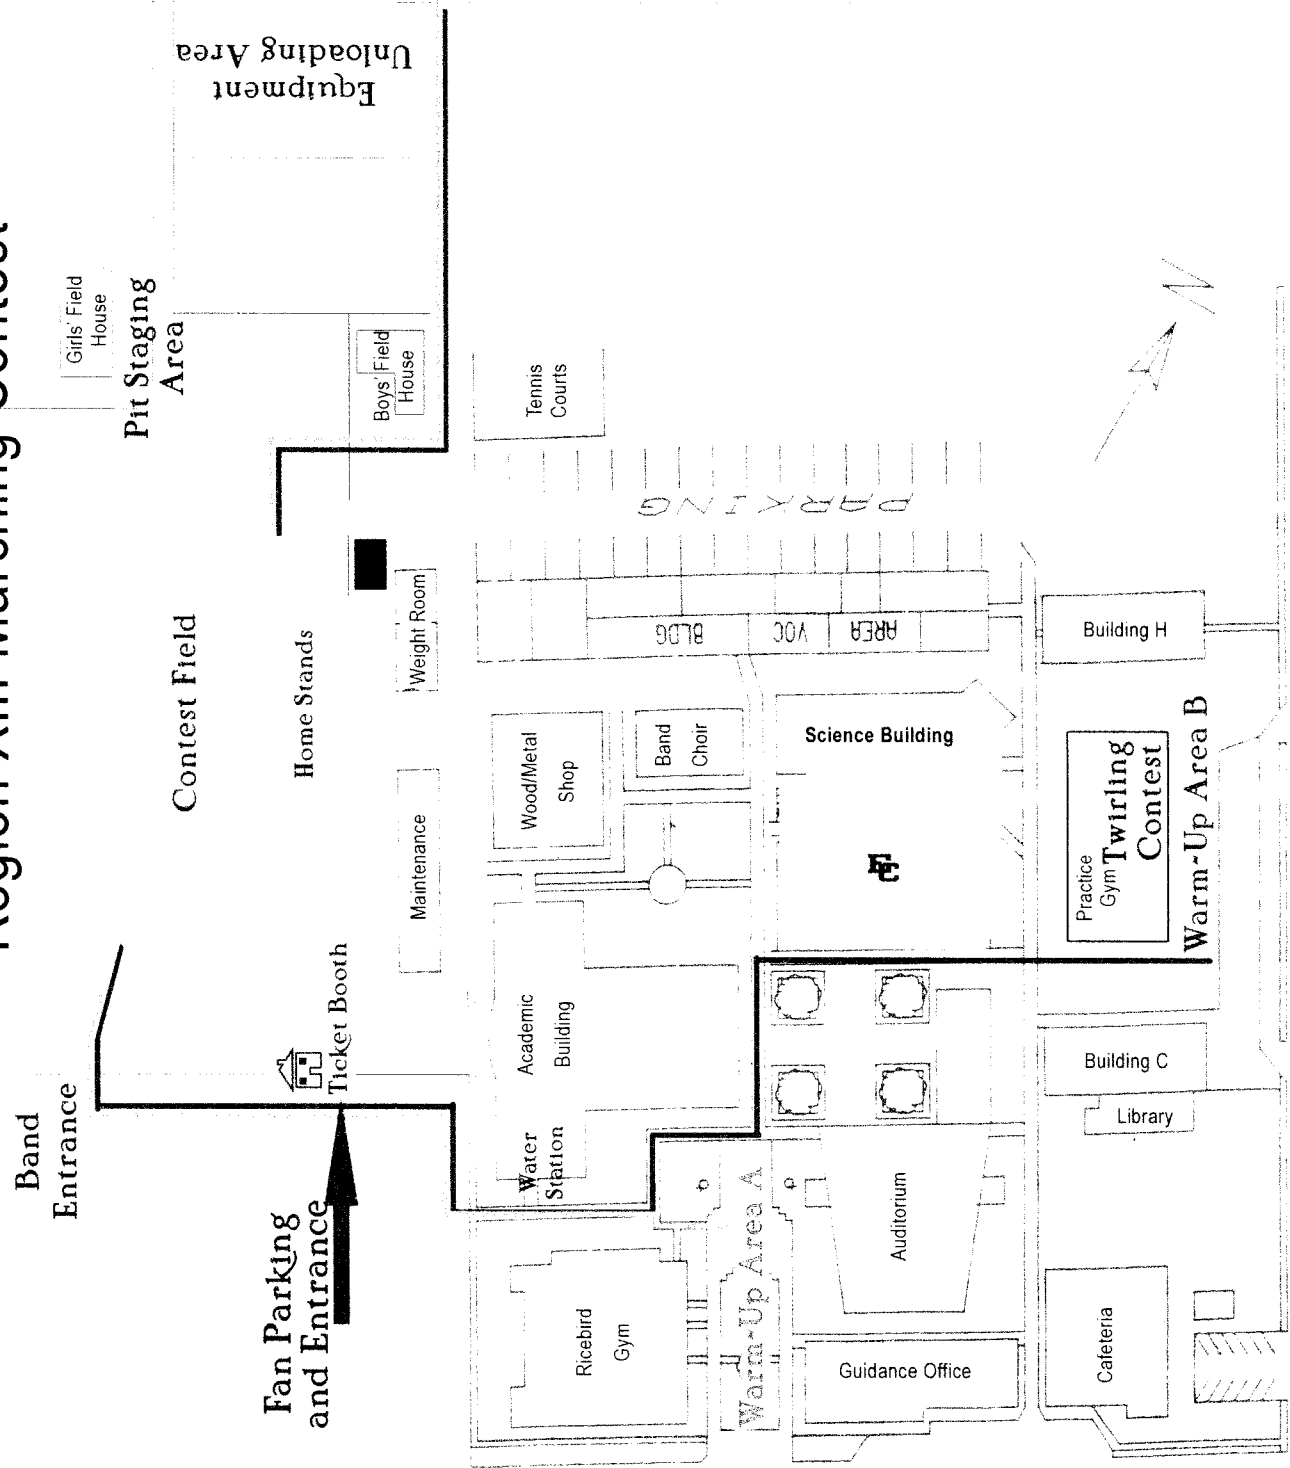 Region Marching Contest
Equipment
Unloading Area
Girls' Field
House
Pit Staging
Area
Boys' Field
House
Tennis
Courts
PARKING
N
Contest Field
Home Stands
Weight Room
BLDG
VOC
AREA
Building H
Wood/Metal
Shop
Band
Choir
Science Building
Maintenance
EC
Practice
Gym
Twirling
Contest
Warm-Up Area B
Band
Entrance
Ticket Booth
Academic
Building
Building C
Library
Fan Parking
and Entrance
Water
Station
Warm-Up Area A
Auditorium
Ricebird
Gym
Guidance Office
Cafeteria